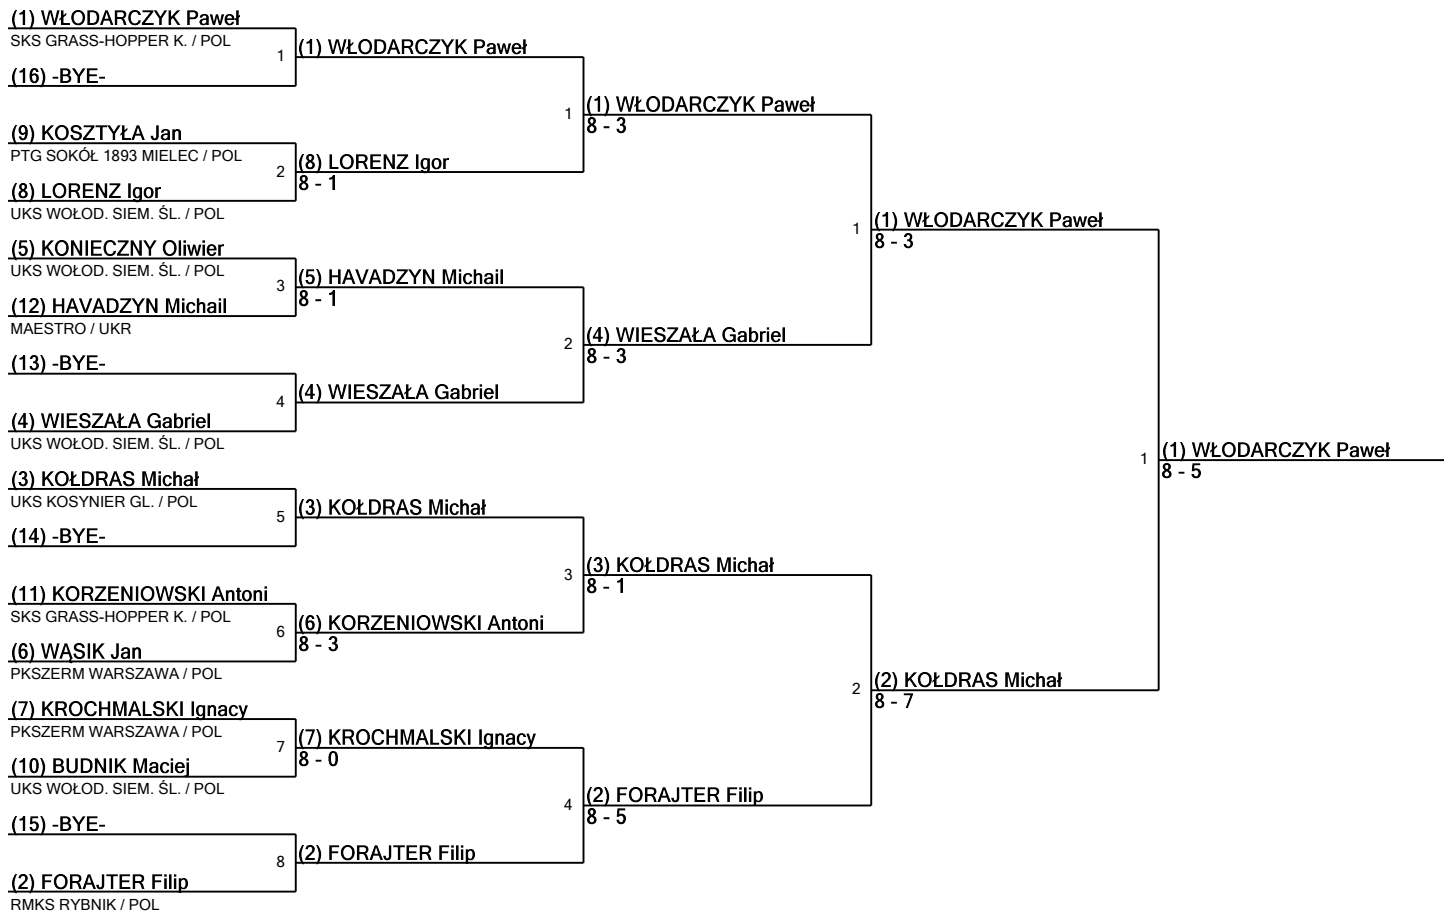 (1) WŁODARCZYK Paweł
SKS GRASS-HOPPER K. / POL
1
(16) -BYE-
(9) KOSZTYŁA Jan
PTG SOKÓŁ 1893 MIELEC / POL
2
(8) LORENZ Igor
UKS WOŁOD. SIEM. ŚL. / POL
(5) KONIECZNY Oliwier
UKS WOŁOD. SIEM. ŚL. / POL
3
(12) HAVADZYN Michail
MAESTRO / UKR
(13) -BYE-
4
(4) WIESZAŁA Gabriel
UKS WOŁOD. SIEM. ŚL. / POL
(3) KOŁDRAS Michał
UKS KOSYNIER GL. / POL
5
(14) -BYE-
(11) KORZENIOWSKI Antoni
SKS GRASS-HOPPER K. / POL
6
(6) WĄSIK Jan
PKSZERM WARSZAWA / POL
(7) KROCHMALSKI Ignacy
PKSZERM WARSZAWA / POL
7
(10) BUDNIK Maciej
UKS WOŁOD. SIEM. ŚL. / POL
(15) -BYE-
8
(2) FORAJTER Filip
RMKS RYBNIK / POL
(1) WŁODARCZYK Paweł
1
(8) LORENZ Igor
8 - 1
(5) HAVADZYN Michail
8 - 1
2
(4) WIESZAŁA Gabriel
(3) KOŁDRAS Michał
3
(6) KORZENIOWSKI Antoni
8 - 3
(7) KROCHMALSKI Ignacy
8 - 0
4
(2) FORAJTER Filip
(1) WŁODARCZYK Paweł
8 - 3
1
(4) WIESZAŁA Gabriel
8 - 3
(3) KOŁDRAS Michał
8 - 1
2
(2) FORAJTER Filip
8 - 5
(1) WŁODARCZYK Paweł
8 - 3
1
(2) KOŁDRAS Michał
8 - 7
(1) WŁODARCZYK Paweł
8 - 5